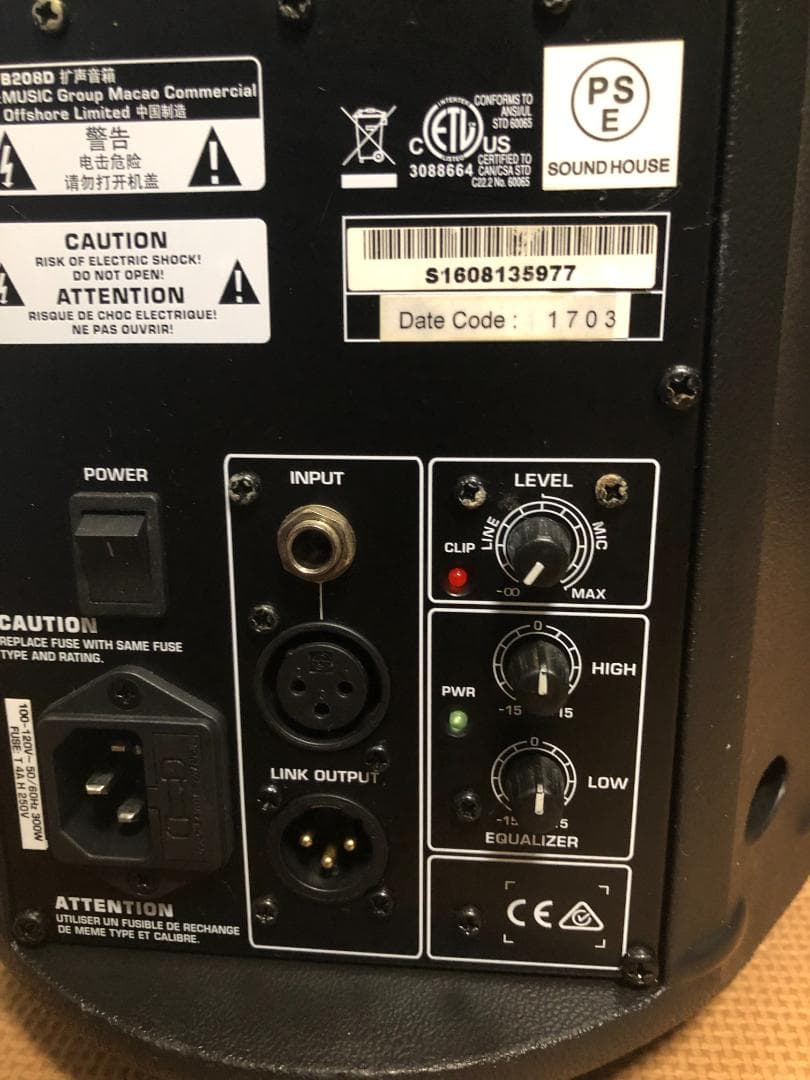 B208D 扩声音箱
MUSIC Group Macao Commercial
Offshore Limited 中国制造
警告
电击危险
请勿打开机盖
CAUTION
RISK OF ELECTRIC SHOCK!
DO NOT OPEN!
ATTENTION
RISQUE DE CHOC ELECTRIQUE!
NE PAS OUVRIR!
INTERTEK
C ETL US
LISTED
3088664
CONFORMS TO
ANSI/UL
STD 60065
CERTIFIED TO
CAN/CSA STD
C22.2 No. 60065
PS
E
SOUND HOUSE
S1608135977
Date Code : 1703
POWER
CAUTION
REPLACE FUSE WITH SAME FUSE
TYPE AND RATING.
100-120V~ 50/60Hz 300W
FUSE: T 4A H 250V
ATTENTION
UTILISER UN FUSIBLE DE RECHANGE
DE MEME TYPE ET CALIBRE.
INPUT
LINK OUTPUT
LEVEL
LINE
MIC
CLIP
-∞
MAX
0
HIGH
PWR
-15
15
0
LOW
EQUALIZER
CE